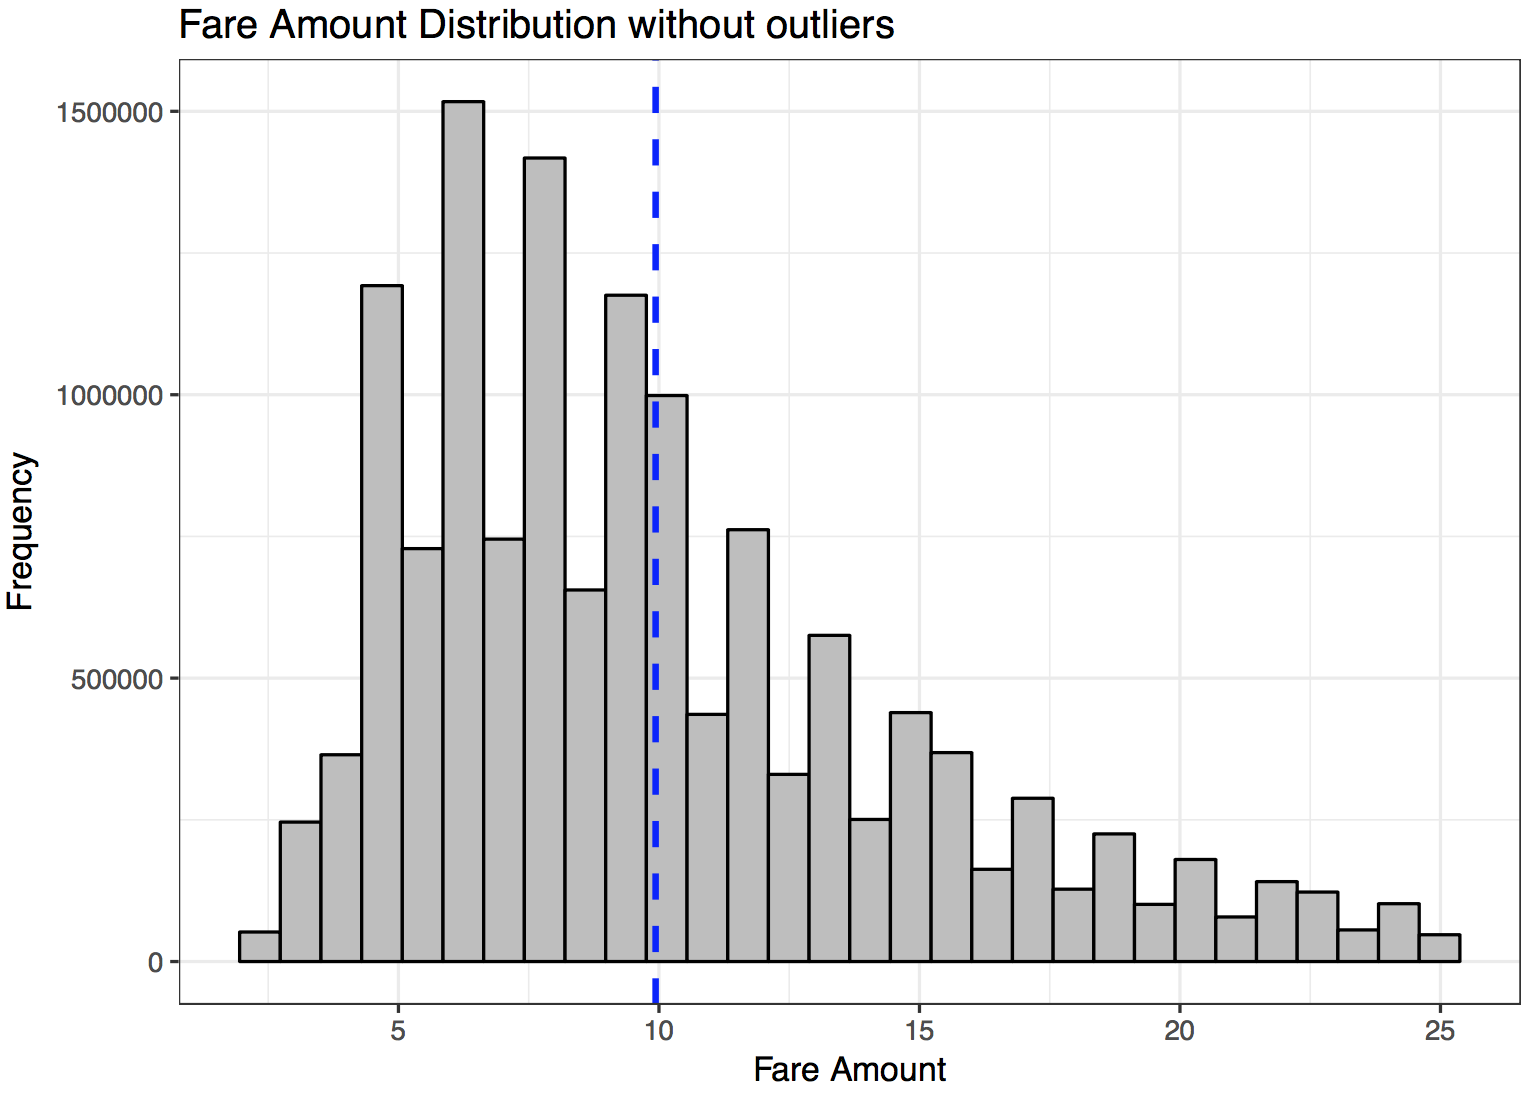 Fare Amount Distribution without outliers
1500000
1000000
500000
0
Frequency
5 10 15 20 25
Fare Amount